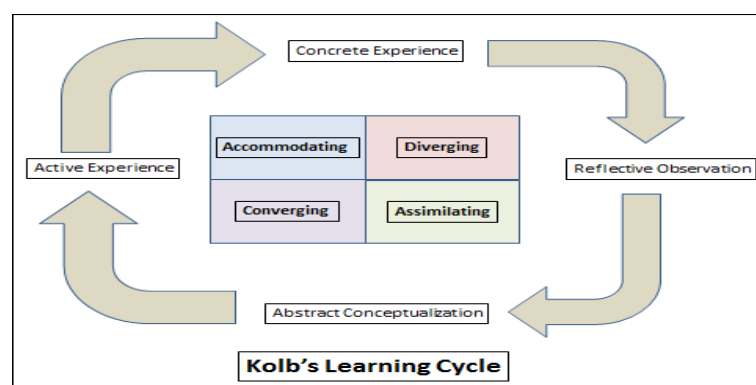 Concrete Experience
Accommodating
Diverging
Active Experience
Reflective Observation
Converging
Assimilating
Abstract Conceptualization
Kolb's Learning Cycle